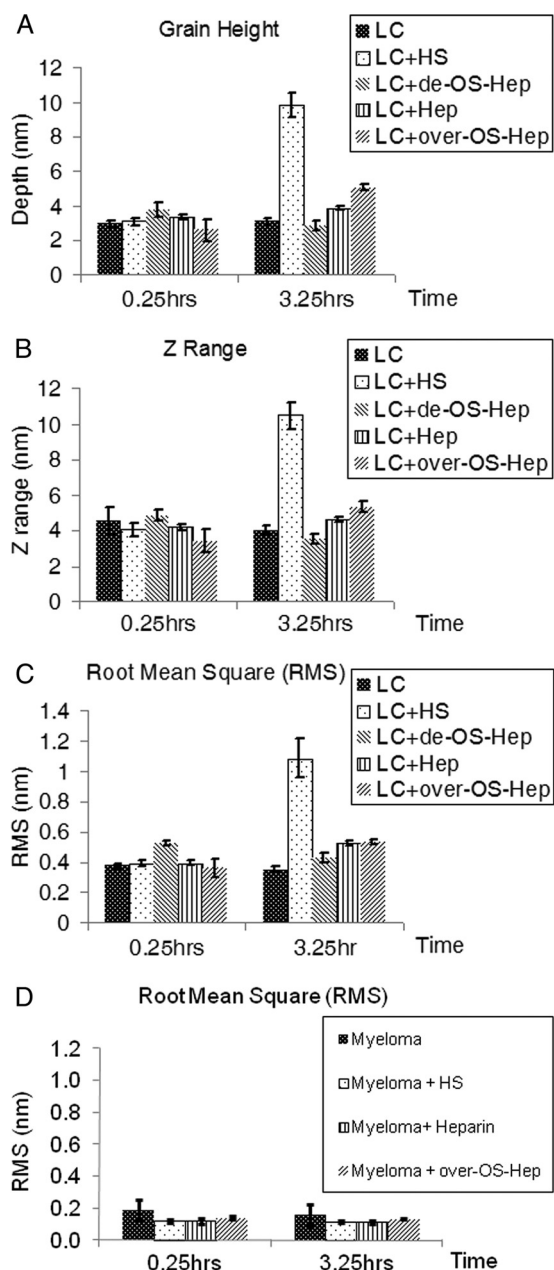 A
Grain Height
Depth (nm)
12
10
8
6
4
2
0
0.25hrs
3.25hrs
Time
LC
LC+HS
LC+de-OS-Hep
LC+Hep
LC+over-OS-Hep
B
Z Range
Z range (nm)
12
10
8
6
4
2
0
0.25hrs
3.25hrs
Time
LC
LC+HS
LC+de-OS-Hep
LC+Hep
LC+over-OS-Hep
C
Root Mean Square (RMS)
RMS (nm)
1.4
1.2
1
0.8
0.6
0.4
0.2
0
0.25hrs
3.25hr
Time
LC
LC+HS
LC+de-OS-Hep
LC+Hep
LC+over-OS-Hep
D
Root Mean Square (RMS)
RMS (nm)
1.2
1.0
0.8
0.6
0.4
0.2
0.0
0.25hrs
3.25hrs
Time
Myeloma
Myeloma + HS
Myeloma+ Heparin
Myeloma + over-OS-Hep